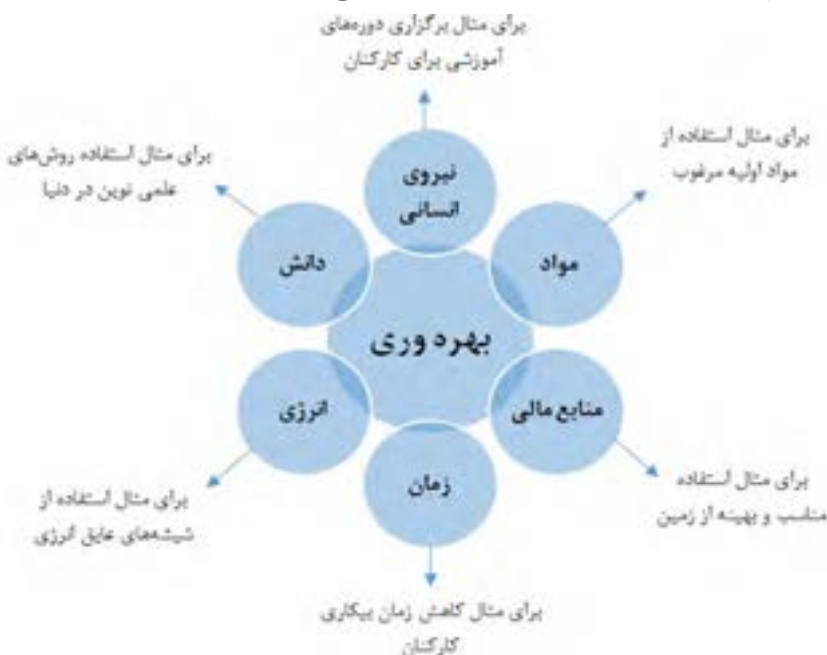 برای مثال برگزاری دوره‌های
آموزشی برای کارکنان
نیروی
انسانی
برای مثال استفاده از
مواد اولیه مرغوب
مواد
برای مثال استفاده روش‌های
علمی نوین در دنیا
دانش
بهره وری
منابع مالی
برای مثال استفاده
مناسب و بهینه از زمین
انرژی
برای مثال استفاده از
شیشه‌های عایق انرژی
زمان
برای مثال کاهش زمان بیکاری
کارکنان